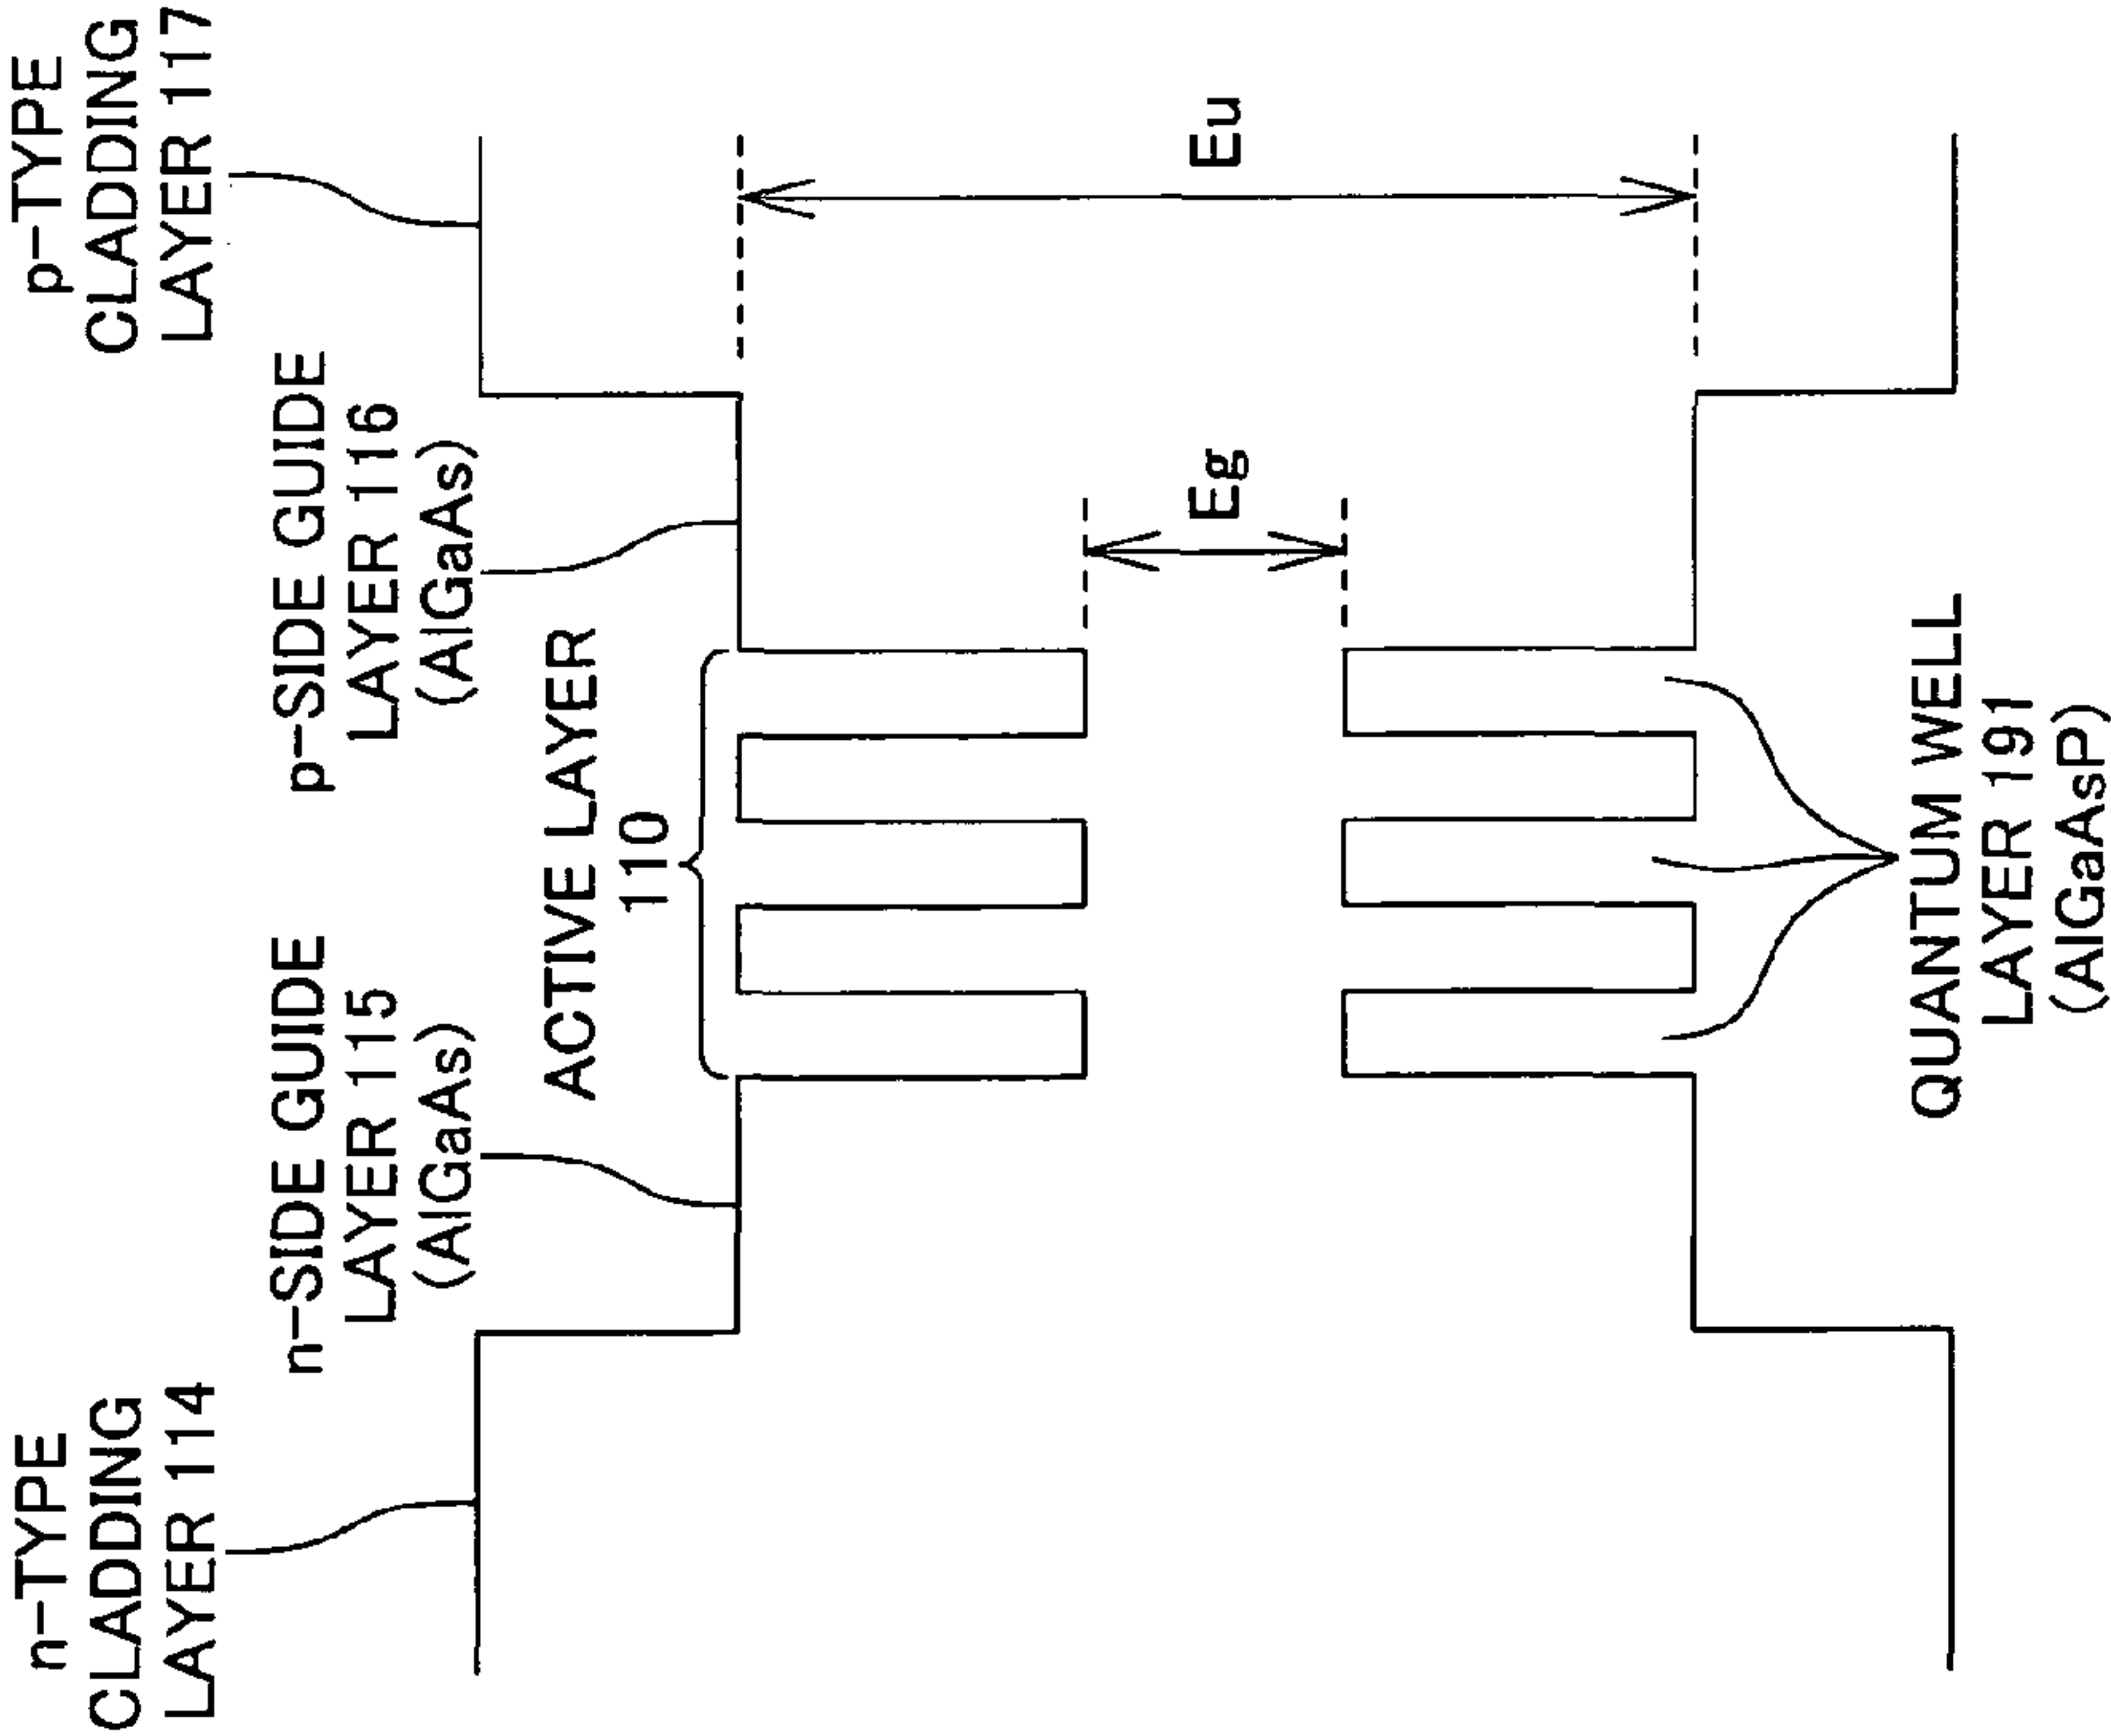 n-TYPE
CLADDING
LAYER 114
n-SIDE GUIDE
LAYER 115
(AlGaAs)
ACTIVE LAYER
110
p-SIDE GUIDE
LAYER 116
(AlGaAs)
p-TYPE
CLADDING
LAYER 117
Eg
Eu
QUANTUM WELL
LAYER 191
(AlGaAsP)